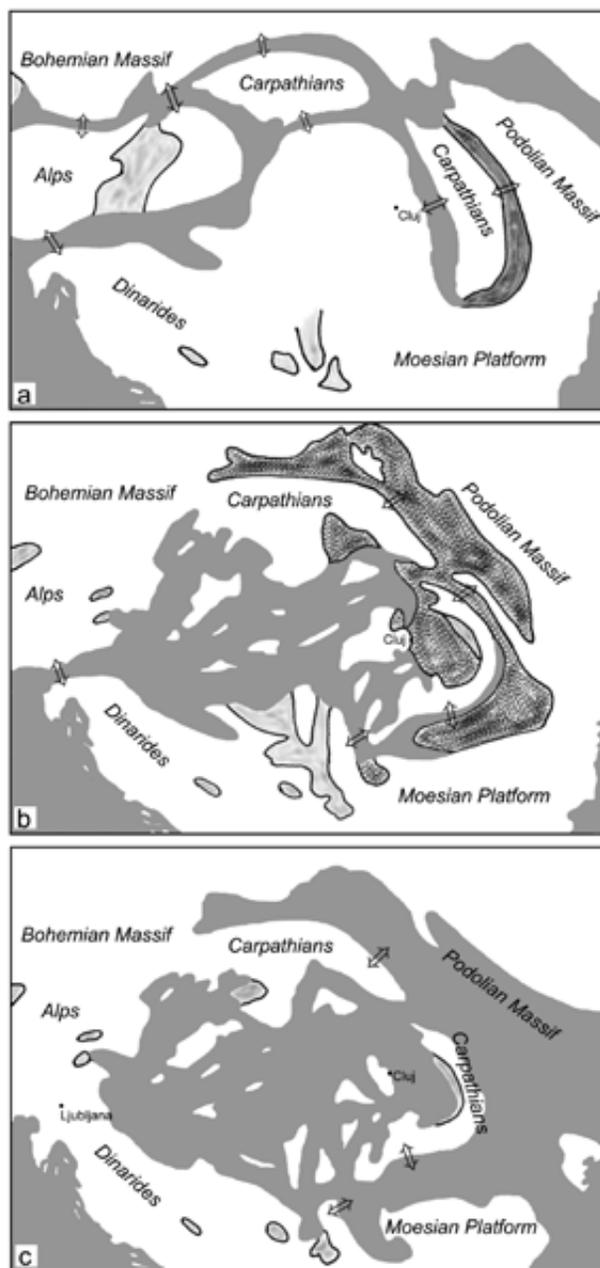 Bohemian Massif
Carpathians
Podolian Massif
Alps
Carpathians
Cluj
Dinarides
Moesian Platform
a
Bohemian Massif
Carpathians
Podolian Massif
Alps
Cluj
Dinarides
Moesian Platform
b
Bohemian Massif
Carpathians
Podolian Massif
Alps
Cluj
Carpathians
Ljubljana
Dinarides
Moesian Platform
c